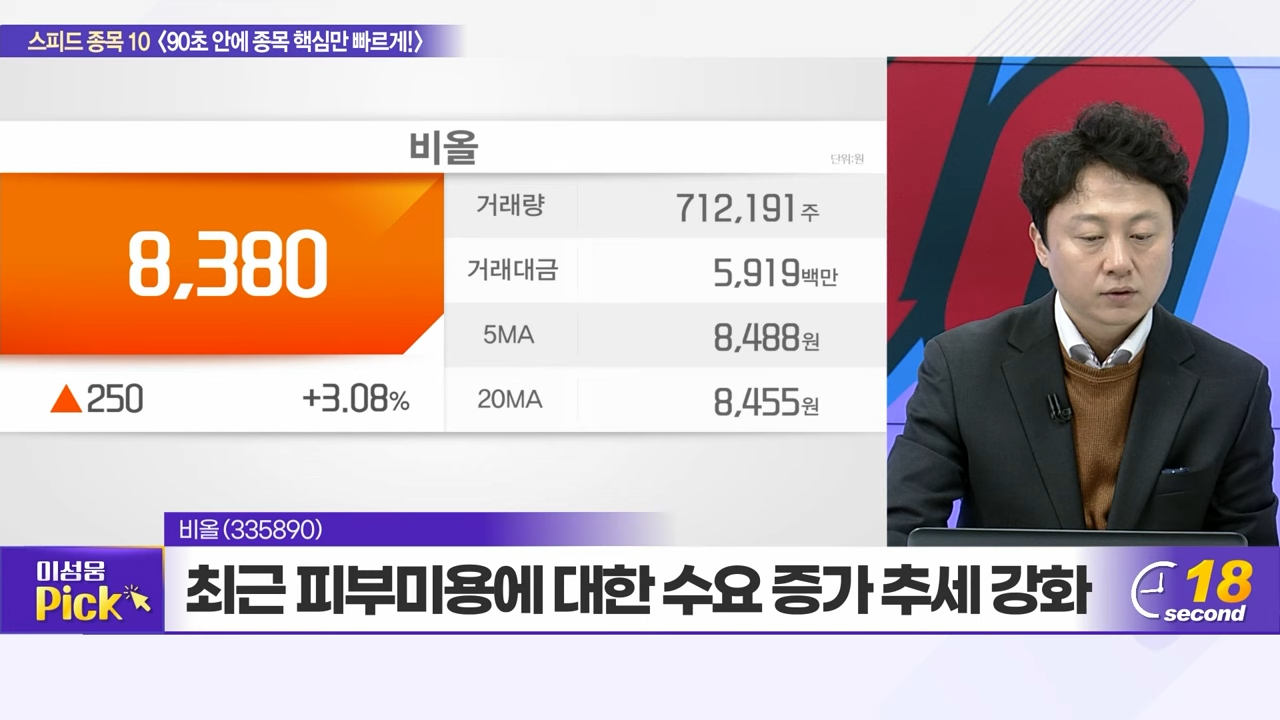 스피드 종목 10 〈90초 안에 종목 핵심만 빠르게!〉
비올
단위:원
8,380
▲250 +3.08%
거래량 712,191주
거래대금 5,919백만
5MA 8,488원
20MA 8,455원
비올 (335890)
이성웅
Pick
최근 피부미용에 대한 수요 증가 추세 강화
18
second